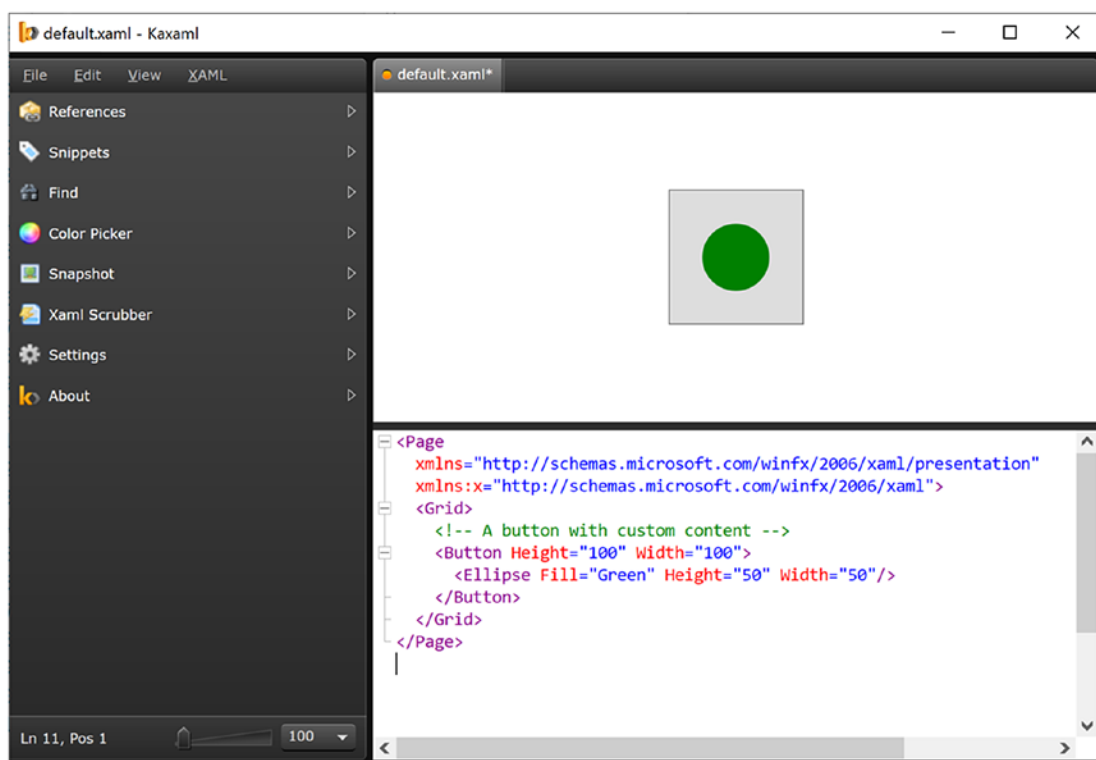 default.xaml - Kaxaml
File Edit View XAML
References
Snippets
Find
Color Picker
Snapshot
Xaml Scrubber
Settings
About
Ln 11, Pos 1
100
default.xaml*
<Page
xmlns="http://schemas.microsoft.com/winfx/2006/xaml/presentation"
xmlns:x="http://schemas.microsoft.com/winfx/2006/xaml">
<Grid>
<!-- A button with custom content -->
<Button Height="100" Width="100">
<Ellipse Fill="Green" Height="50" Width="50"/>
</Button>
</Grid>
</Page>